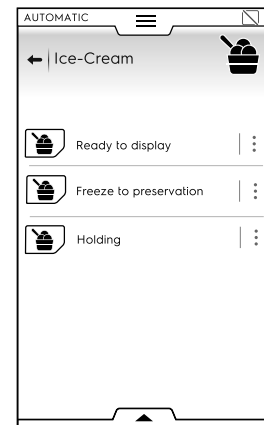 AUTOMATIC
Ice-Cream
Ready to display
Freeze to preservation
Holding